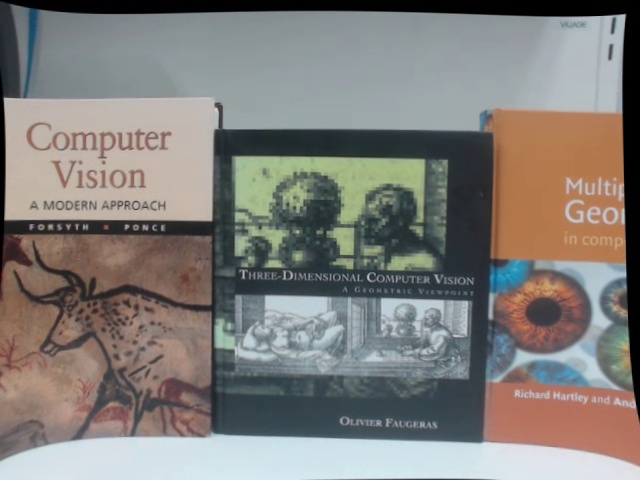 VILLAGE
Computer
Vision
A MODERN APPROACH
FORSYTH ▪ PONCE
THREE-DIMENSIONAL COMPUTER VISION
A GEOMETRIC VIEWPOINT
OLIVIER FAUGERAS
Multip
Geo
in comp
Richard Hartley and And